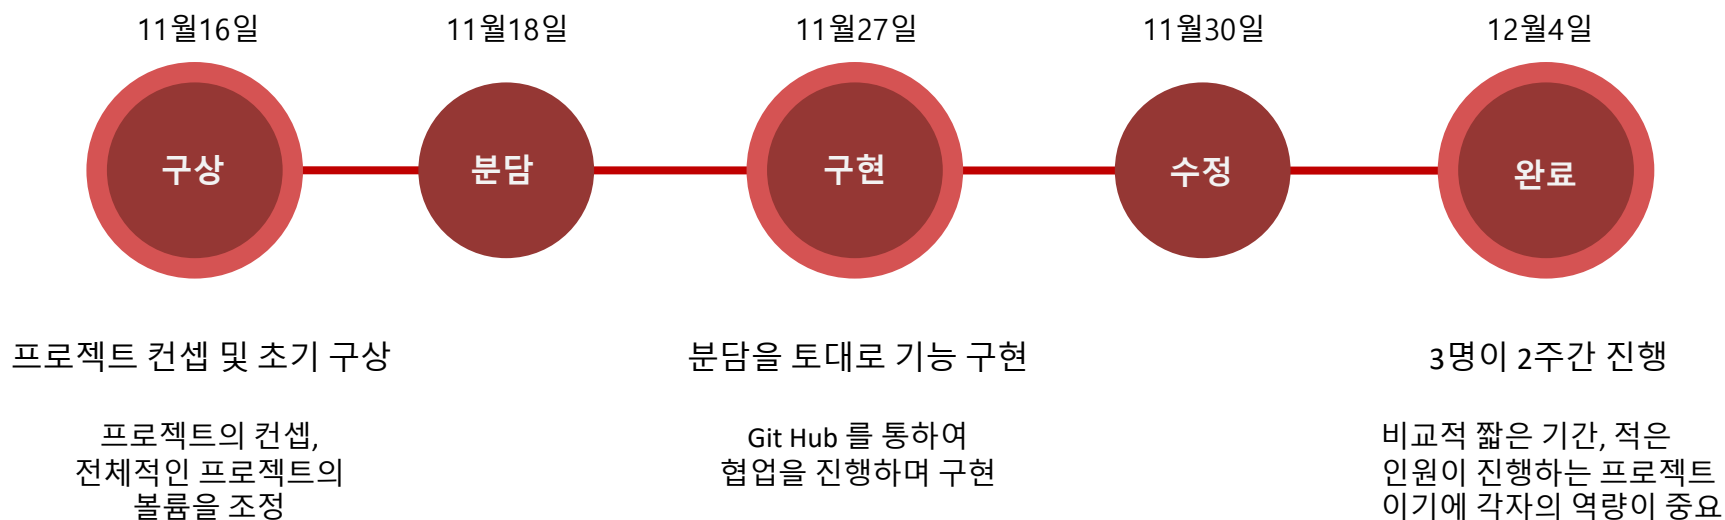 11월16일
11월18일
11월27일
11월30일
12월4일
구상
분담
구현
수정
완료
프로젝트 컨셉 및 초기 구상
프로젝트의 컨셉,
전체적인 프로젝트의
볼륨을 조정
분담을 토대로 기능 구현
Git Hub 를 통하여
협업을 진행하며 구현
3명이 2주간 진행
비교적 짧은 기간, 적은
인원이 진행하는 프로젝트
이기에 각자의 역량이 중요